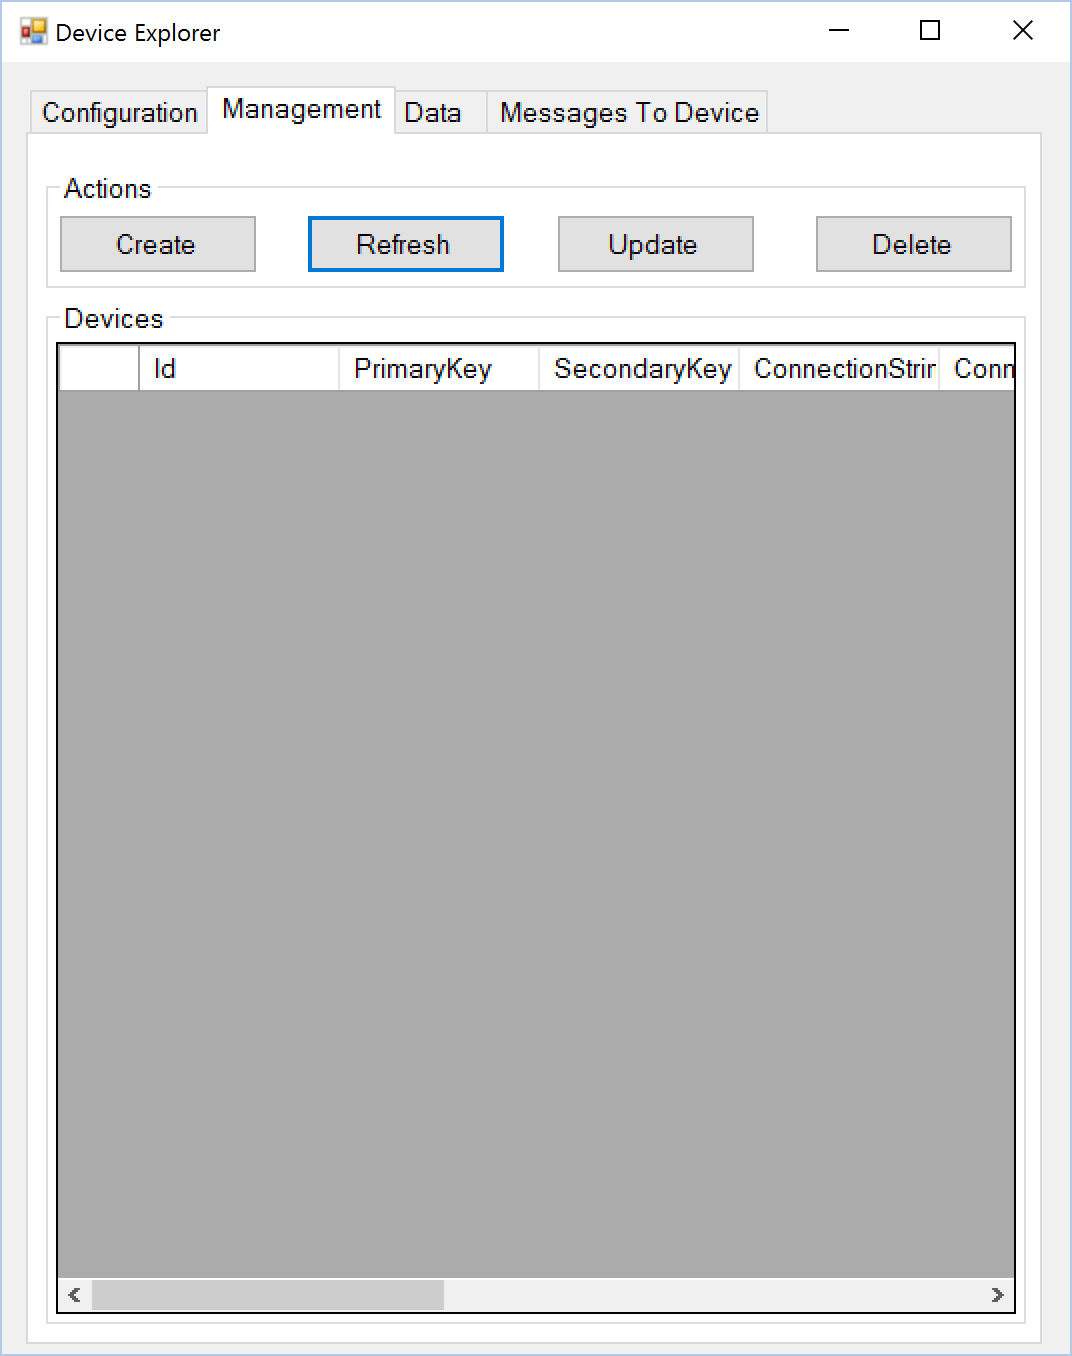 Device Explorer
Configuration Management Data Messages To Device
Actions
Create Refresh Update Delete
Devices
Id PrimaryKey SecondaryKey ConnectionStrir Conn